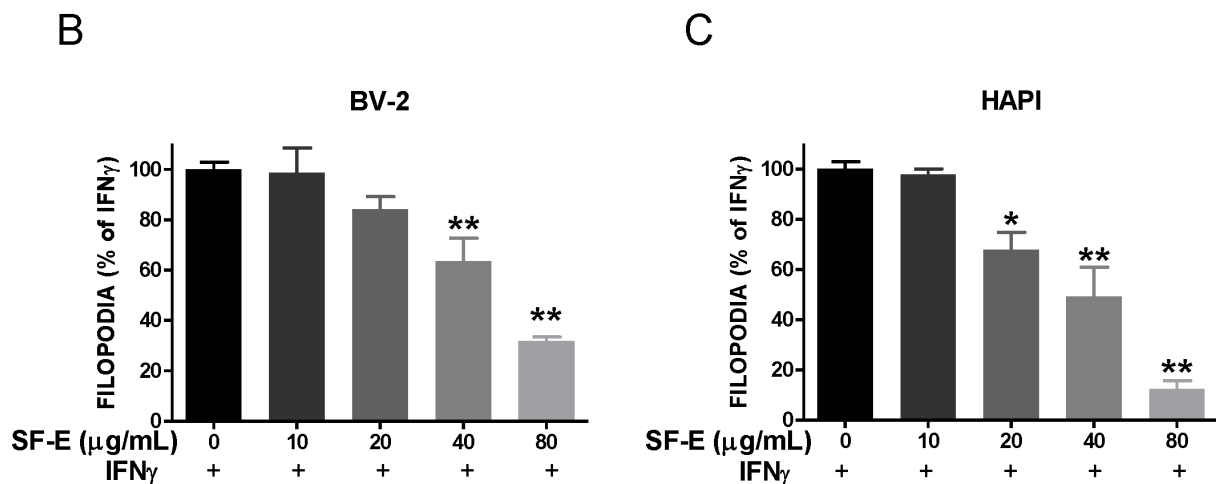 B
BV-2
FILOPODIA (% of IFNγ)
100
80
60
40
20
0
**
**
SF-E (μg/mL) 0 10 20 40 80
IFNγ + + + + +
C
HAPI
FILOPODIA (% of IFNγ)
100
80
60
40
20
0
*
**
**
SF-E (μg/mL) 0 10 20 40 80
IFNγ + + + + +